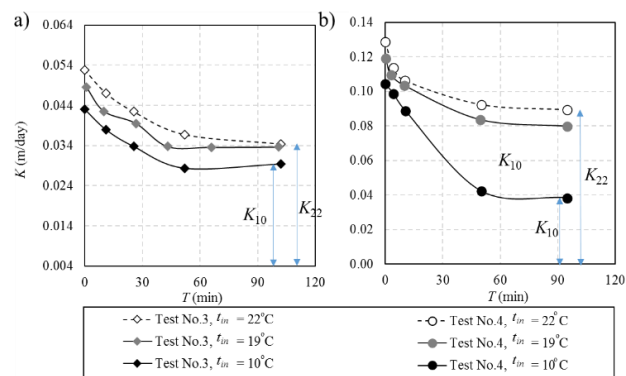 a)
0.064
0.054
0.044
0.034
0.024
0.014
0.004
K (m/day)
0 30 60 90 120
T (min)
K10
K22
b)
0.14
0.12
0.10
0.08
0.06
0.04
0.02
0.00
0 30 60 90 120
T (min)
K10
K22
K10
Test No.3, tin = 22°C
Test No.3, tin = 19°C
Test No.3, tin = 10°C
Test No.4, tin = 22°C
Test No.4, tin = 19°C
Test No.4, tin = 10°C